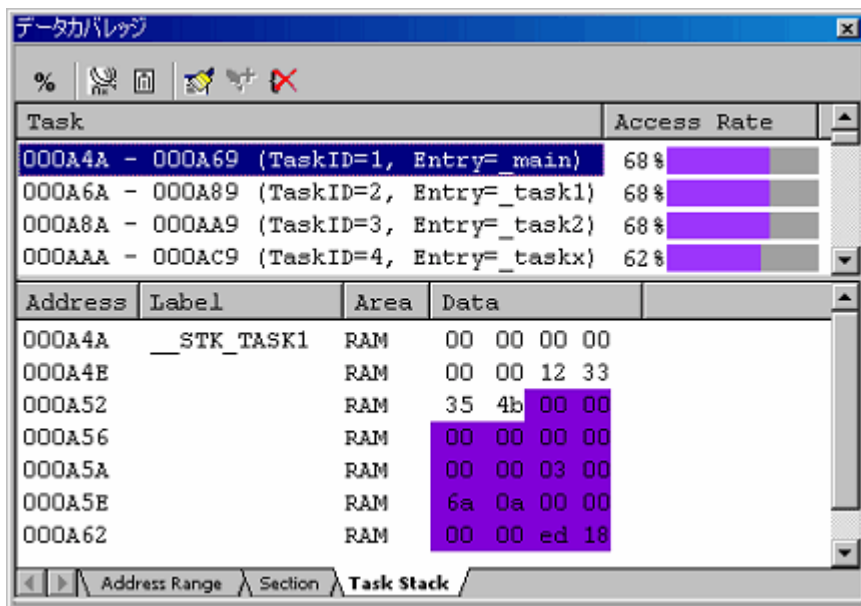 データカバレッジ
%
Task Access Rate
000A4A - 000A69 (TaskID=1, Entry=_main) 68%
000A6A - 000A89 (TaskID=2, Entry=_task1) 68%
000A8A - 000AA9 (TaskID=3, Entry=_task2) 68%
000AAA - 000AC9 (TaskID=4, Entry=_taskx) 62%
Address Label Area Data
000A4A __STK_TASK1 RAM 00 00 00 00
000A4E RAM 00 00 12 33
000A52 RAM 35 4b 00 00
000A56 RAM 00 00 00 00
000A5A RAM 00 00 03 00
000A5E RAM 6a 0a 00 00
000A62 RAM 00 00 ed 18
Address Range Section Task Stack